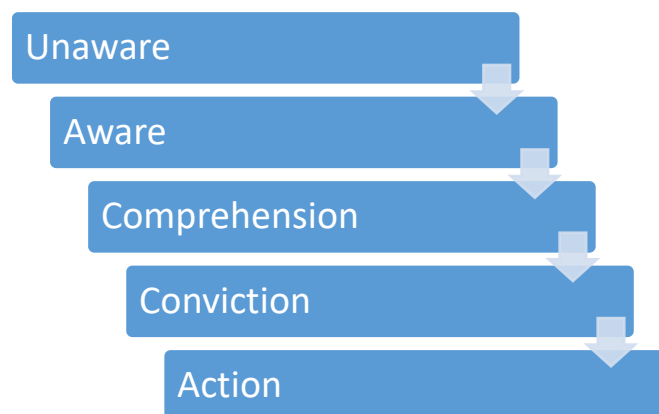 Unaware
Aware
Comprehension
Conviction
Action